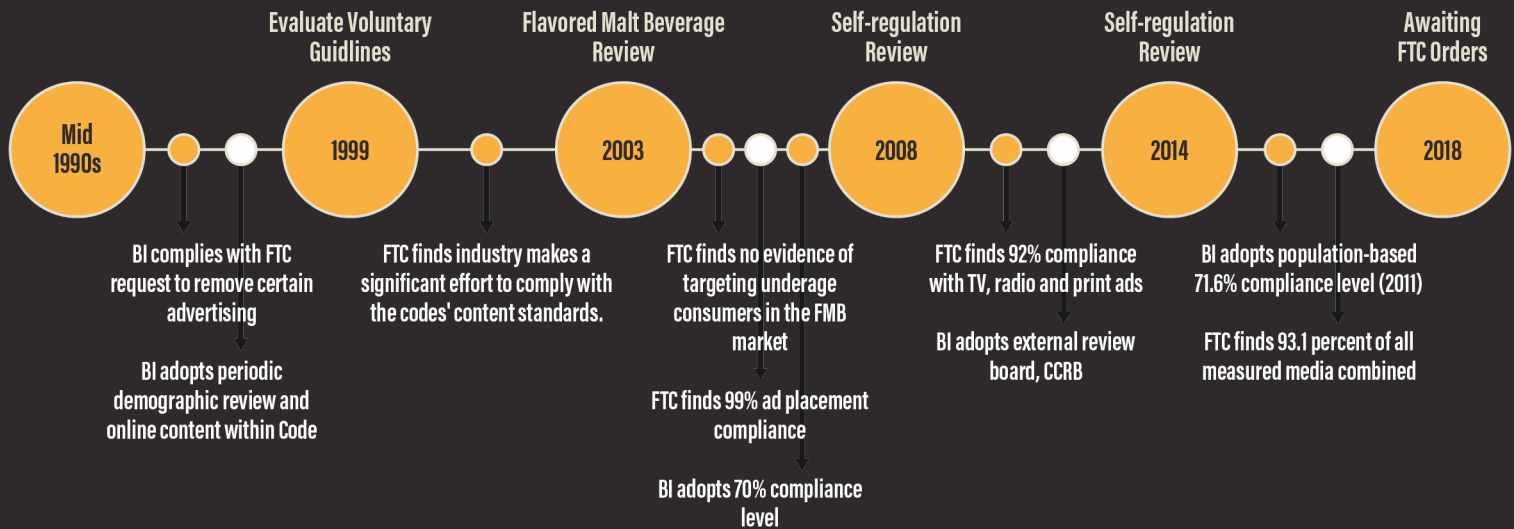 Evaluate Voluntary
Guidlines
Flavored Malt Beverage
Review
Self-regulation
Review
Self-regulation
Review
Awaiting
FTC Orders
Mid
1990s
1999
2003
2008
2014
2018
BI complies with FTC
request to remove certain
advertising
BI adopts periodic
demographic review and
online content within Code
FTC finds industry makes a
significant effort to comply with
the codes' content standards.
FTC finds no evidence of
targeting underage
consumers in the FMB
market
FTC finds 99% ad placement
compliance
BI adopts 70% compliance
level
FTC finds 92% compliance
with TV, radio and print ads
BI adopts external review
board, CCRB
BI adopts population-based
71.6% compliance level (2011)
FTC finds 93.1 percent of all
measured media combined